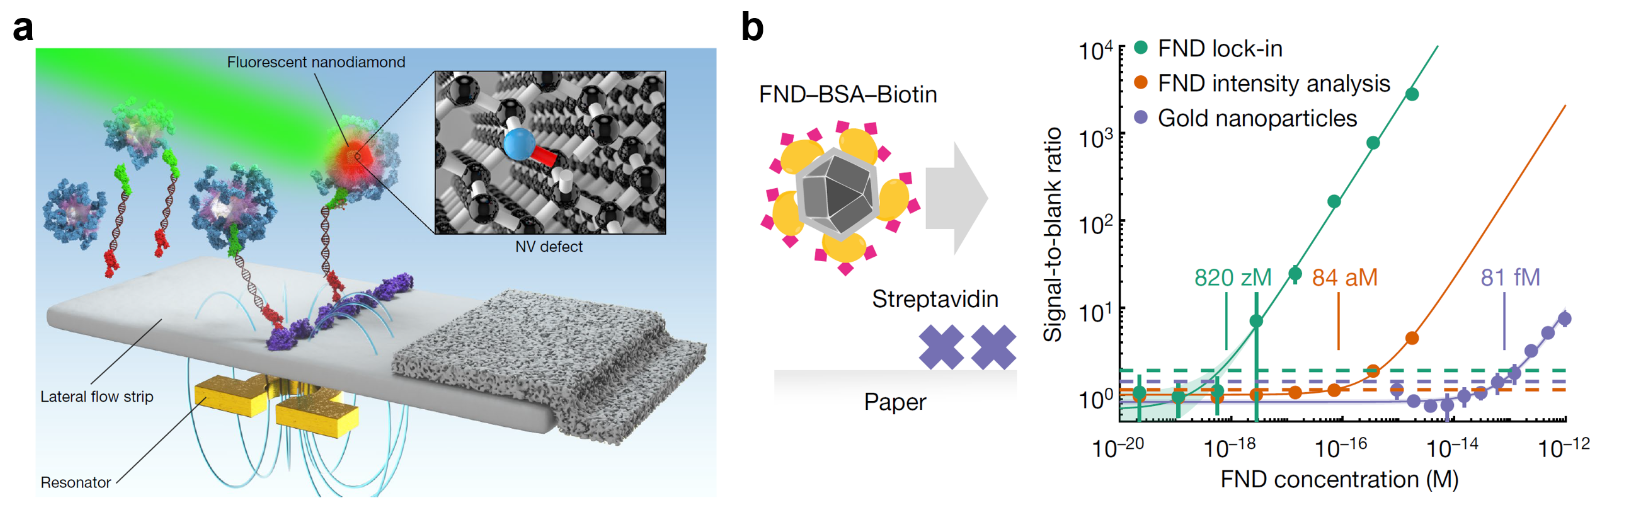 a
Fluorescent nanodiamond
NV defect
Lateral flow strip
Resonator
b
FND–BSA–Biotin
Streptavidin
Paper
Signal-to-blank ratio
10⁴
10³
10²
10¹
10⁰
FND lock-in
FND intensity analysis
Gold nanoparticles
820 zM
84 aM
81 fM
10⁻²⁰ 10⁻¹⁸ 10⁻¹⁶ 10⁻¹⁴ 10⁻¹²
FND concentration (M)